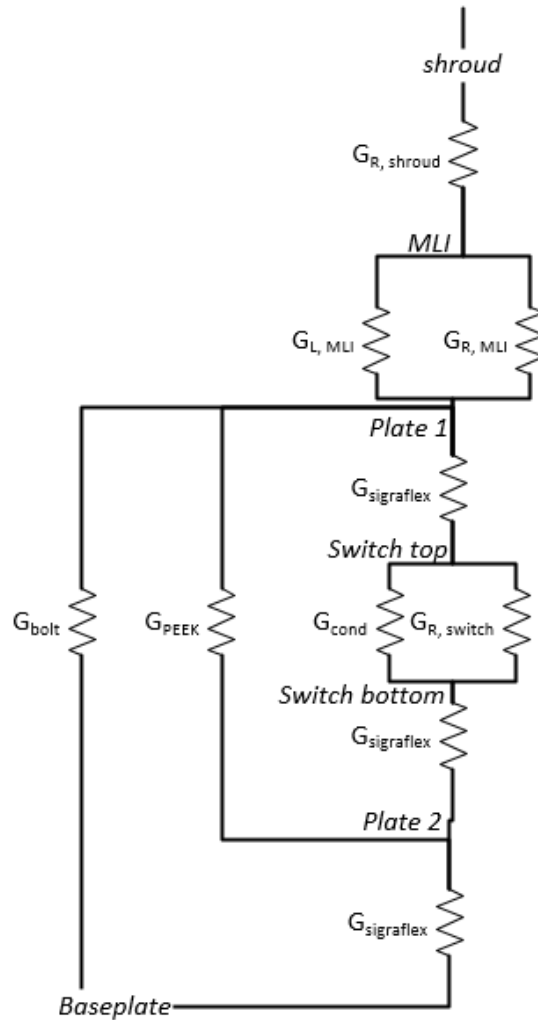 shroud
G_R, shroud
MLI
G_L, MLI
G_R, MLI
Plate 1
G_sigraflex
Switch top
G_bolt
G_PEEK
G_cond
G_R, switch
Switch bottom
G_sigraflex
Plate 2
G_sigraflex
Baseplate